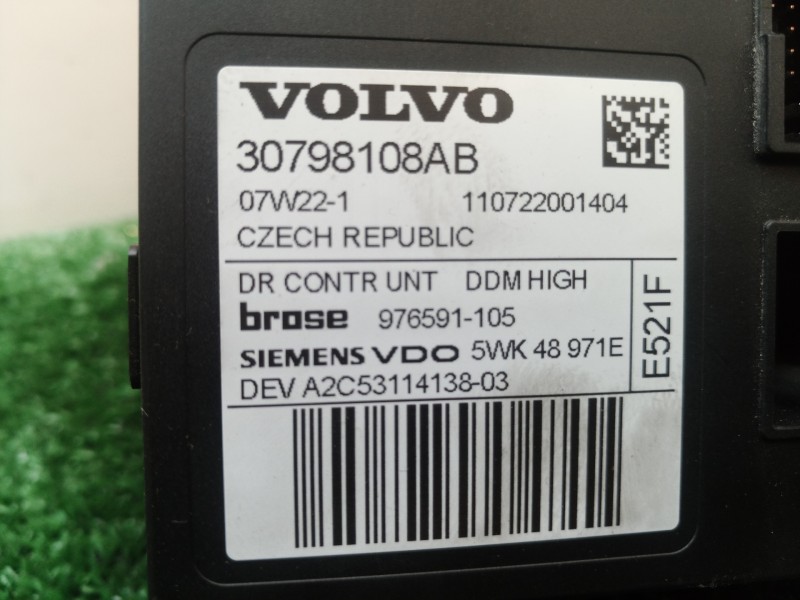 VOLVO
30798108AB
07W22-1 110722001404
CZECH REPUBLIC
DR CONTR UNT DDM HIGH
brose 976591-105
SIEMENS VDO 5WK 48 971E
DEV A2C53114138-03
E521F